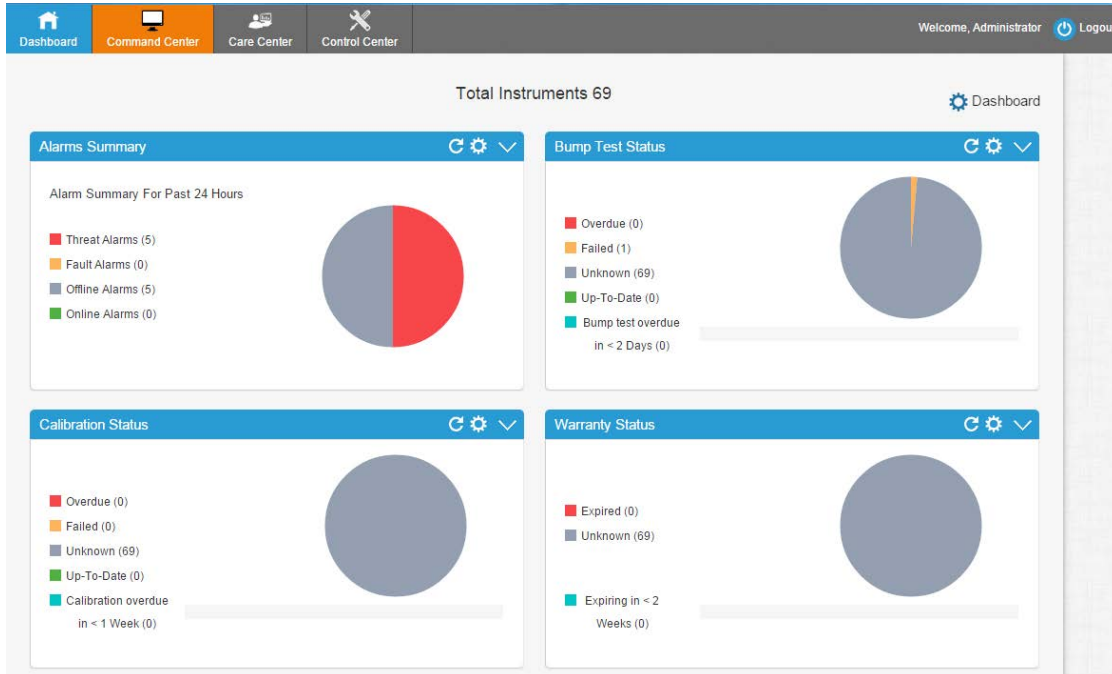 Dashboard
Command Center
Care Center
Control Center
Welcome, Administrator
Logou
Total Instruments 69
Dashboard
Alarms Summary
Alarm Summary For Past 24 Hours
Threat Alarms (5)
Fault Alarms (0)
Offline Alarms (5)
Online Alarms (0)
Bump Test Status
Overdue (0)
Failed (1)
Unknown (69)
Up-To-Date (0)
Bump test overdue
in < 2 Days (0)
Calibration Status
Overdue (0)
Failed (0)
Unknown (69)
Up-To-Date (0)
Calibration overdue
in < 1 Week (0)
Warranty Status
Expired (0)
Unknown (69)
Expiring in < 2
Weeks (0)